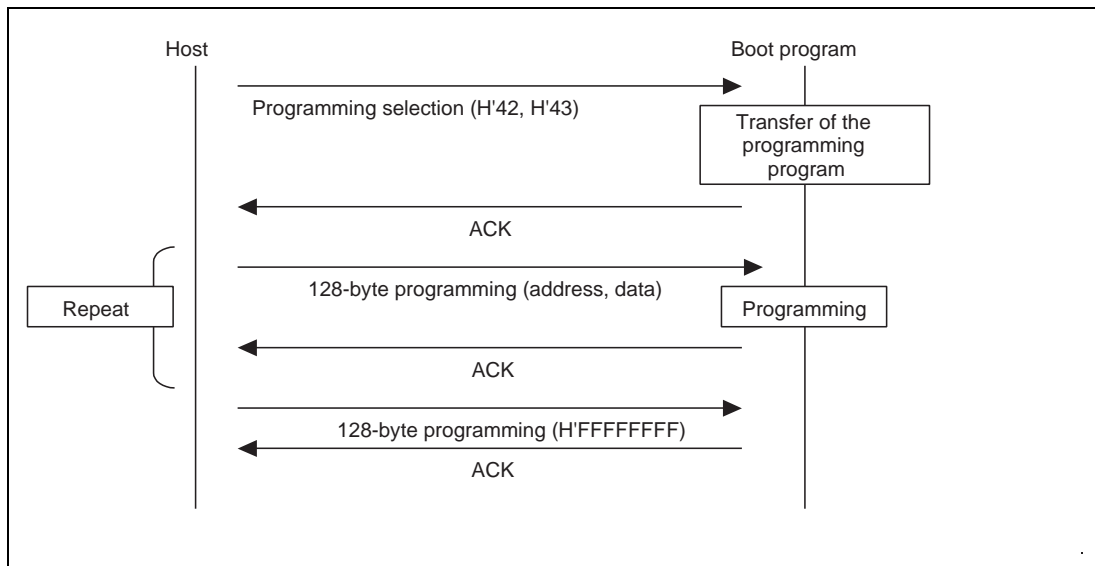 Host
Boot program
Programming selection (H'42, H'43)
Transfer of the
programming
program
ACK
128-byte programming (address, data)
Repeat
Programming
ACK
128-byte programming (H'FFFFFFFF)
ACK